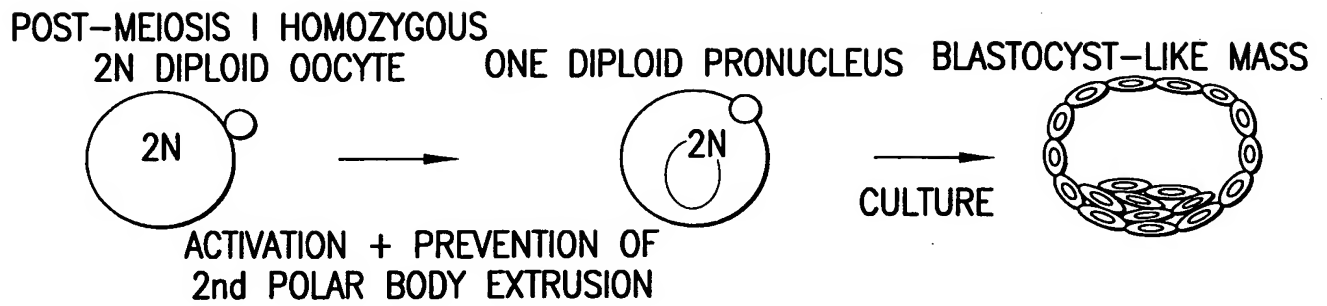 POST-MEIOSIS I HOMOZYGOUS
2N DIPLOID OOCYTE
ONE DIPLOID PRONUCLEUS
BLASTOCYST-LIKE MASS
2N
2N
CULTURE
ACTIVATION + PREVENTION OF
2nd POLAR BODY EXTRUSION